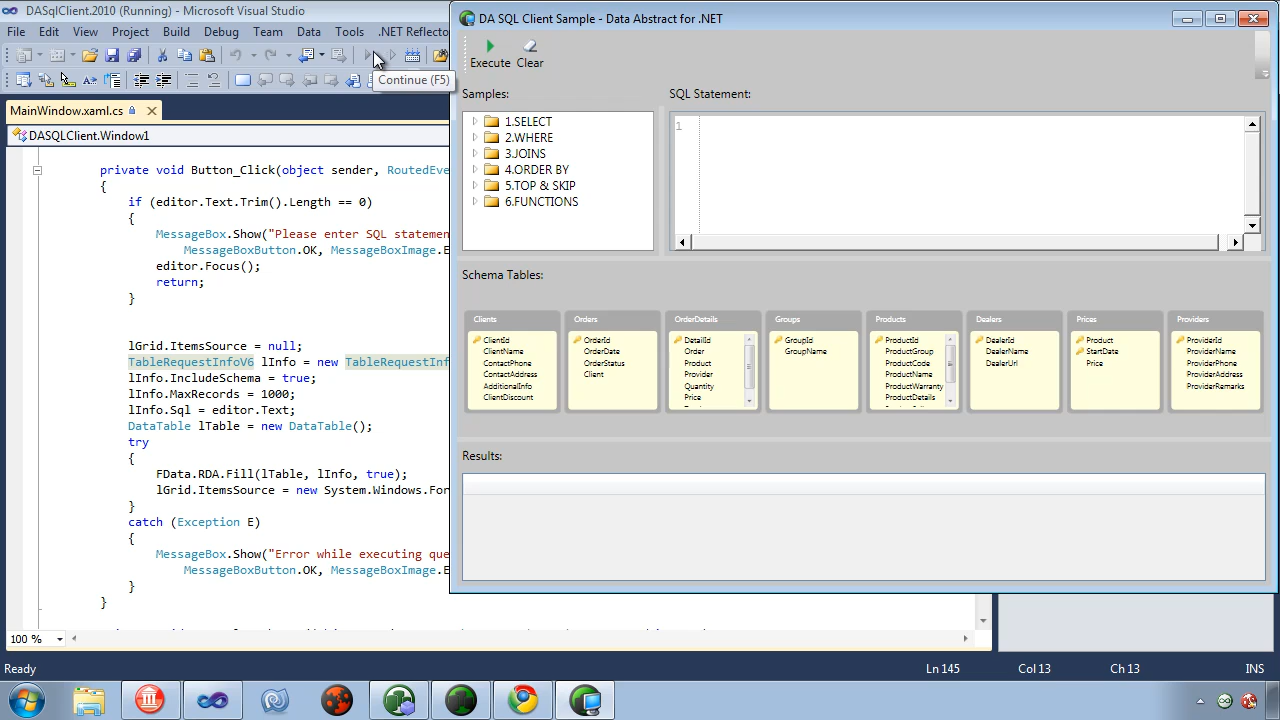 DASqlClient.2010 (Running) - Microsoft Visual Studio
File Edit View Project Build Debug Team Data Tools .NET Reflecto
Continue (F5)
MainWindow.xaml.cs
DASQLClient.Window1
private void Button_Click(object sender, RoutedEve
{
if (editor.Text.Trim().Length == 0)
{
MessageBox.Show("Please enter SQL statemen
MessageBoxButton.OK, MessageBoxImage.E
editor.Focus();
return;
}
lGrid.ItemsSource = null;
TableRequestInfoV6 lInfo = new TableRequestInf
lInfo.IncludeSchema = true;
lInfo.MaxRecords = 1000;
lInfo.Sql = editor.Text;
DataTable lTable = new DataTable();
try
{
FData.RDA.Fill(lTable, lInfo, true);
lGrid.ItemsSource = new System.Windows.For
}
catch (Exception E)
{
MessageBox.Show("Error while executing que
MessageBoxButton.OK, MessageBoxImage.E
}
}
100 %
Ready
Ln 145 Col 13 Ch 13 INS
DA SQL Client Sample - Data Abstract for .NET
Execute Clear
Samples:
1.SELECT
2.WHERE
3.JOINS
4.ORDER BY
5.TOP & SKIP
6.FUNCTIONS
SQL Statement:
1
Schema Tables:
Clients
ClientId
ClientName
ContactPhone
ContactAddress
AdditionalInfo
ClientDiscount
Orders
OrderId
OrderDate
OrderStatus
Client
OrderDetails
DetailId
Order
Product
Provider
Quantity
Price
Groups
GroupId
GroupName
Products
ProductId
ProductGroup
ProductCode
ProductName
ProductWarranty
ProductDetails
Dealers
DealerId
DealerName
DealerUrl
Prices
Product
StartDate
Price
Providers
ProviderId
ProviderName
ProviderPhone
ProviderAddress
ProviderRemarks
Results: